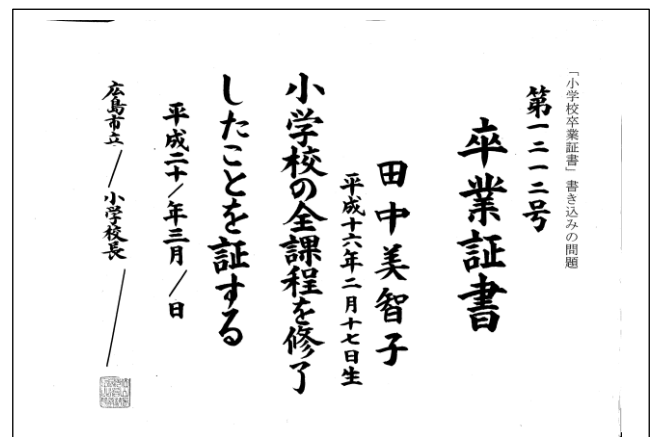 「小学校卒業証書」書き込みの問題
第一二一二号
卒業証書
田中美智子
平成十六年二月十七日生
小学校の全課程を修了
したことを証する
平成二十／年三月／日
広島市立／小学校長／